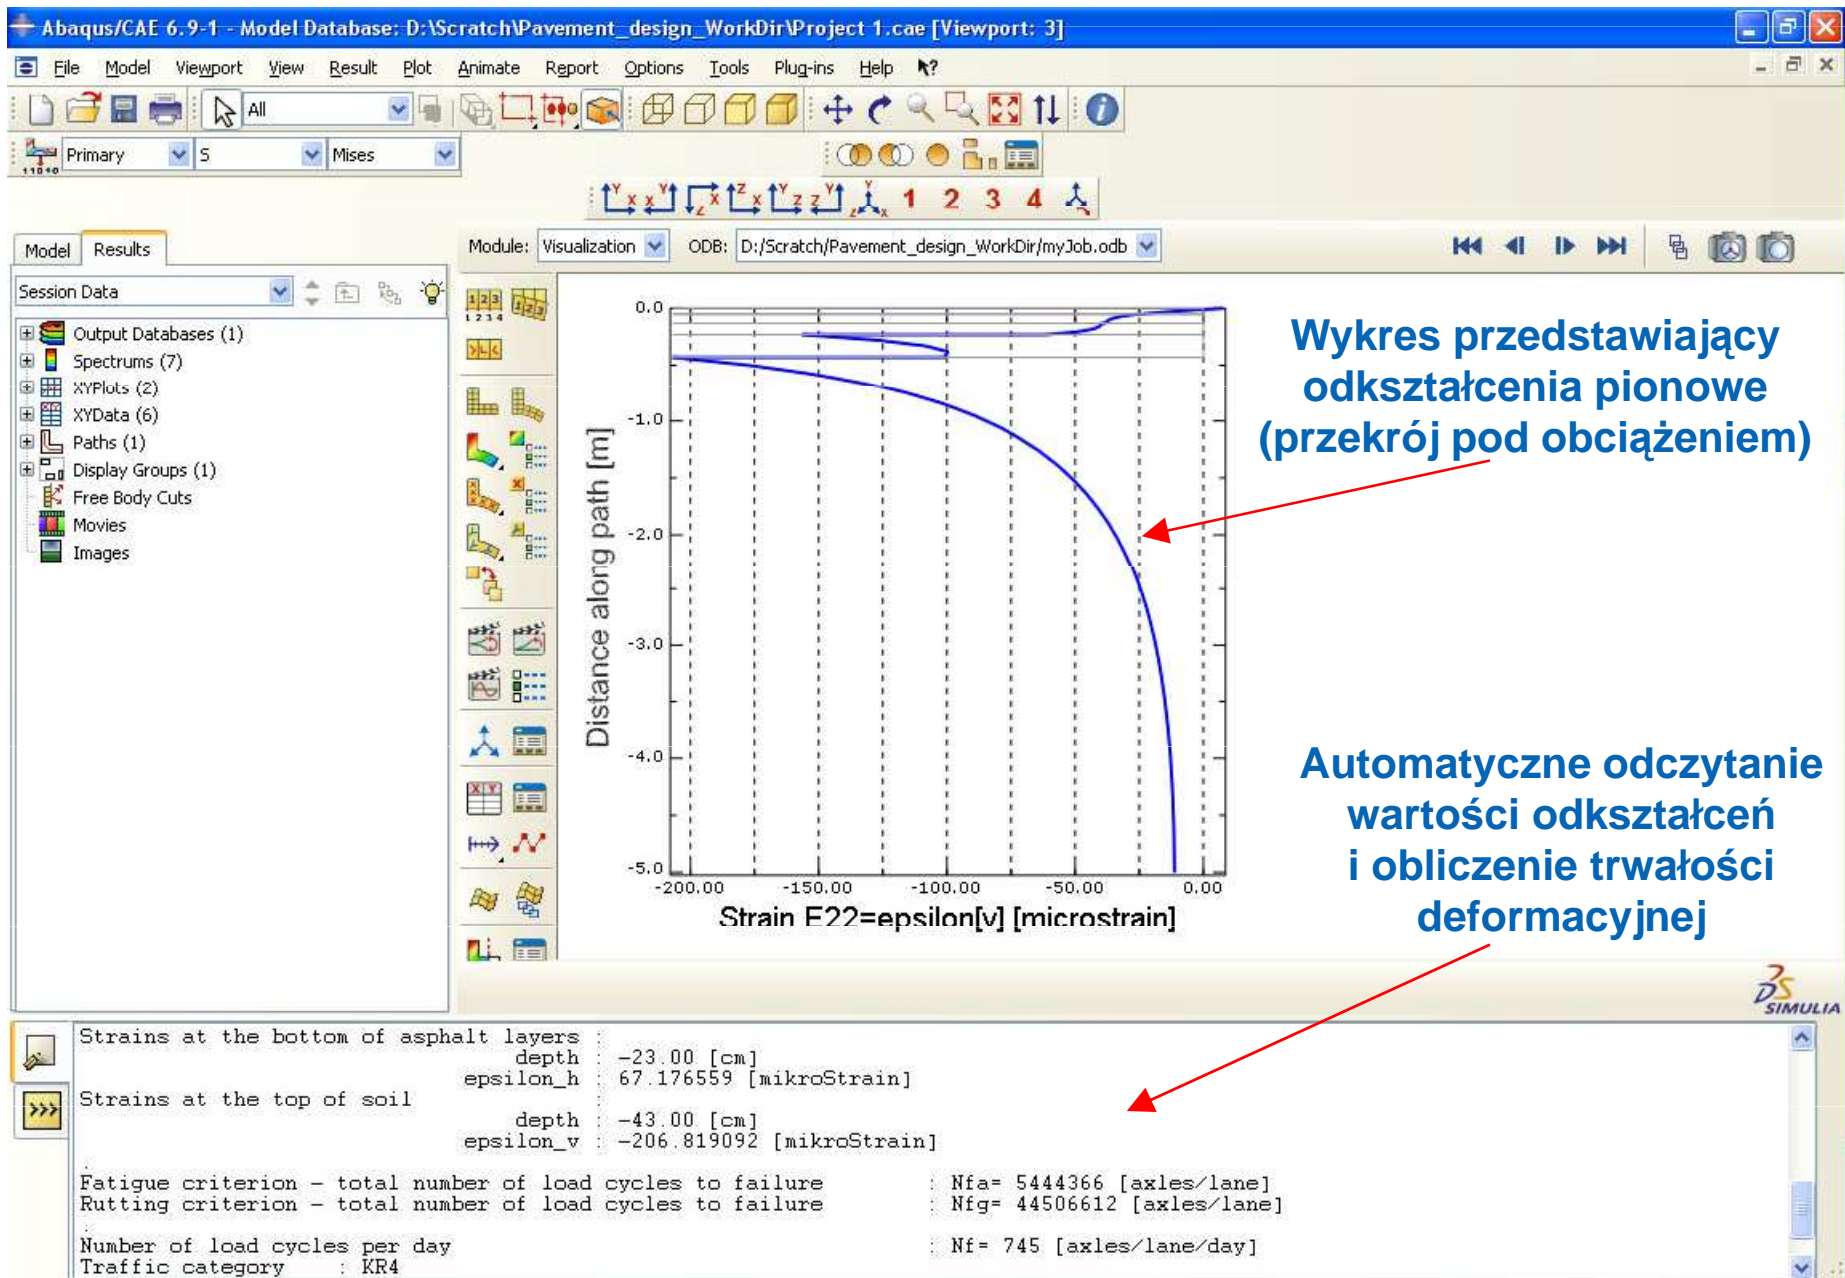 Abaqus/CAE 6.9-1 - Model Database: D:\Scratch\Pavement_design_WorkDir\Project 1.cae [Viewport: 3]
File Model Viewport View Result Plot Animate Report Options Tools Plug-ins Help
All
Primary S Mises
1 2 3 4
Model Results
Module: Visualization ODB: D:/Scratch/Pavement_design_WorkDir/myJob.odb
Session Data
Output Databases (1)
Spectrums (7)
XYPlots (2)
XYData (6)
Paths (1)
Display Groups (1)
Free Body Cuts
Movies
Images
Distance along path [m]
0.0
-1.0
-2.0
-3.0
-4.0
-5.0
-200.00 -150.00 -100.00 -50.00 0.00
Strain E22=epsilon[v] [microstrain]
Wykres przedstawiający
odkształcenia pionowe
(przekrój pod obciążeniem)
Automatyczne odczytanie
wartości odkształceń
i obliczenie trwałości
deformacyjnej
SIMULIA
Strains at the bottom of asphalt layers :
depth : -23.00 [cm]
epsilon_h : 67.176559 [mikroStrain]
Strains at the top of soil :
depth : -43.00 [cm]
epsilon_v : -206.819092 [mikroStrain]
Fatigue criterion - total number of load cycles to failure : Nfa= 5444366 [axles/lane]
Rutting criterion - total number of load cycles to failure : Nfg= 44506612 [axles/lane]
Number of load cycles per day : Nf= 745 [axles/lane/day]
Traffic category : KR4